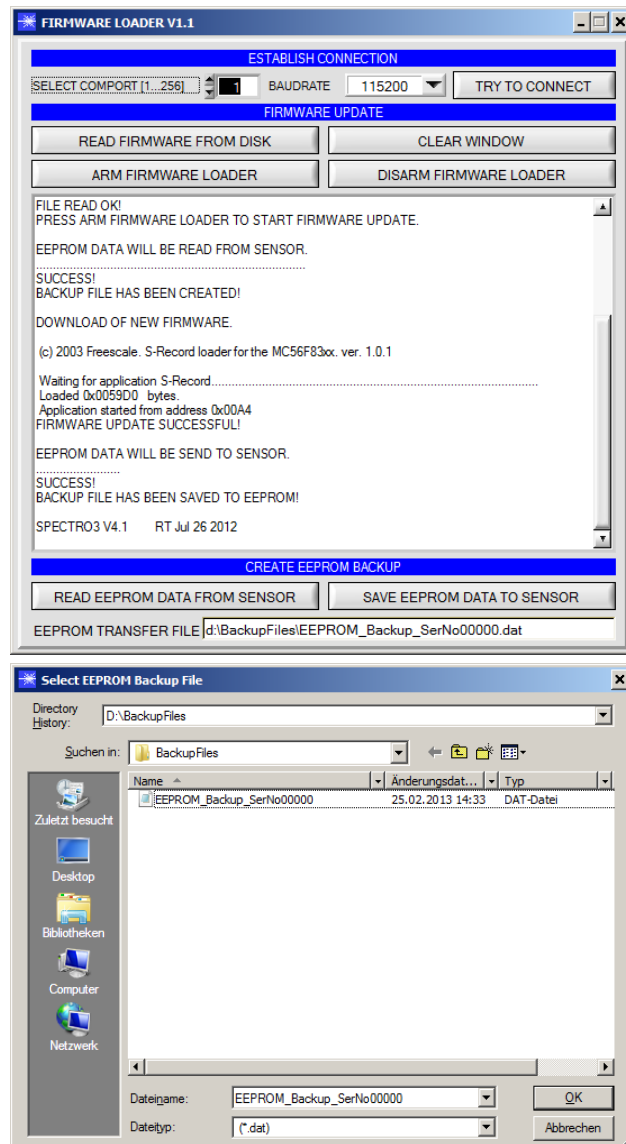 FIRMWARE LOADER V1.1
ESTABLISH CONNECTION
SELECT COMPORT [1...256] 1 BAUDRATE 115200 TRY TO CONNECT
FIRMWARE UPDATE
READ FIRMWARE FROM DISK CLEAR WINDOW
ARM FIRMWARE LOADER DISARM FIRMWARE LOADER
FILE READ OK!
PRESS ARM FIRMWARE LOADER TO START FIRMWARE UPDATE.
EEPROM DATA WILL BE READ FROM SENSOR.
..........................................................................................
SUCCESS!
BACKUP FILE HAS BEEN CREATED!
DOWNLOAD OF NEW FIRMWARE.
(c) 2003 Freescale. S-Record loader for the MC56F83xx. ver. 1.0.1
Waiting for application S-Record.............................................................................................................
Loaded 0x0059D0 bytes.
Application started from address 0x00A4
FIRMWARE UPDATE SUCCESSFUL!
EEPROM DATA WILL BE SEND TO SENSOR.
............................
SUCCESS!
BACKUP FILE HAS BEEN SAVED TO EEPROM!
SPECTRO3 V4.1 RT Jul 26 2012
CREATE EEPROM BACKUP
READ EEPROM DATA FROM SENSOR SAVE EEPROM DATA TO SENSOR
EEPROM TRANSFER FILE d:\BackupFiles\EEPROM_Backup_SerNo00000.dat
Select EEPROM Backup File
Directory History: D:\BackupFiles
Suchen in: BackupFiles
Name Änderungsdat... Typ
EEPROM_Backup_SerNo00000 25.02.2013 14:33 DAT-Datei
Zuletzt besucht
Desktop
Bibliotheken
Computer
Netzwerk
Dateiname: EEPROM_Backup_SerNo00000 OK
Dateityp: (*.dat) Abbrechen